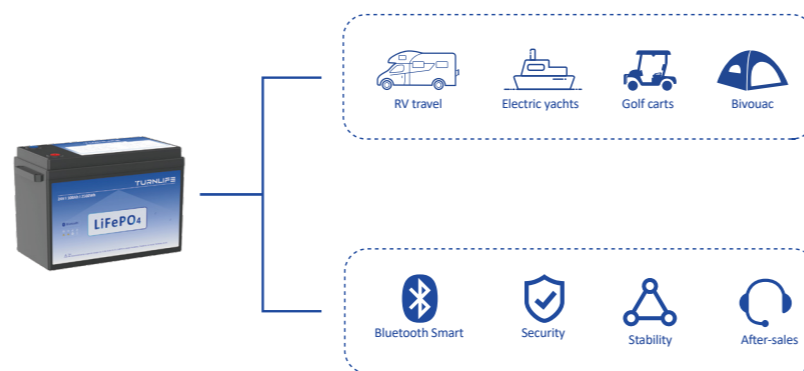 RV travel
Electric yachts
Golf carts
Bivouac
TURNLIFE
LiFePO4
Bluetooth Smart
Security
Stability
After-sales